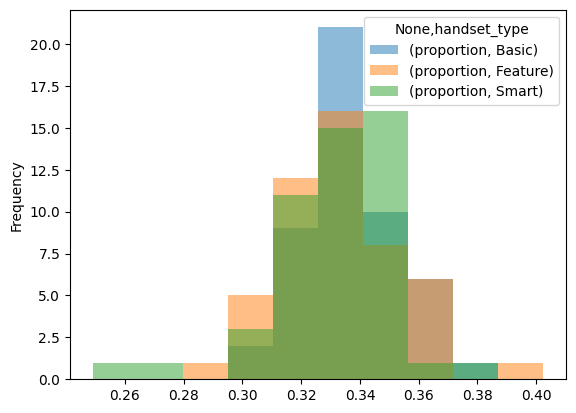 None,handset_type
(proportion, Basic)
(proportion, Feature)
(proportion, Smart)
Frequency
20.0
17.5
15.0
12.5
10.0
7.5
5.0
2.5
0.0
0.26 0.28 0.30 0.32 0.34 0.36 0.38 0.40